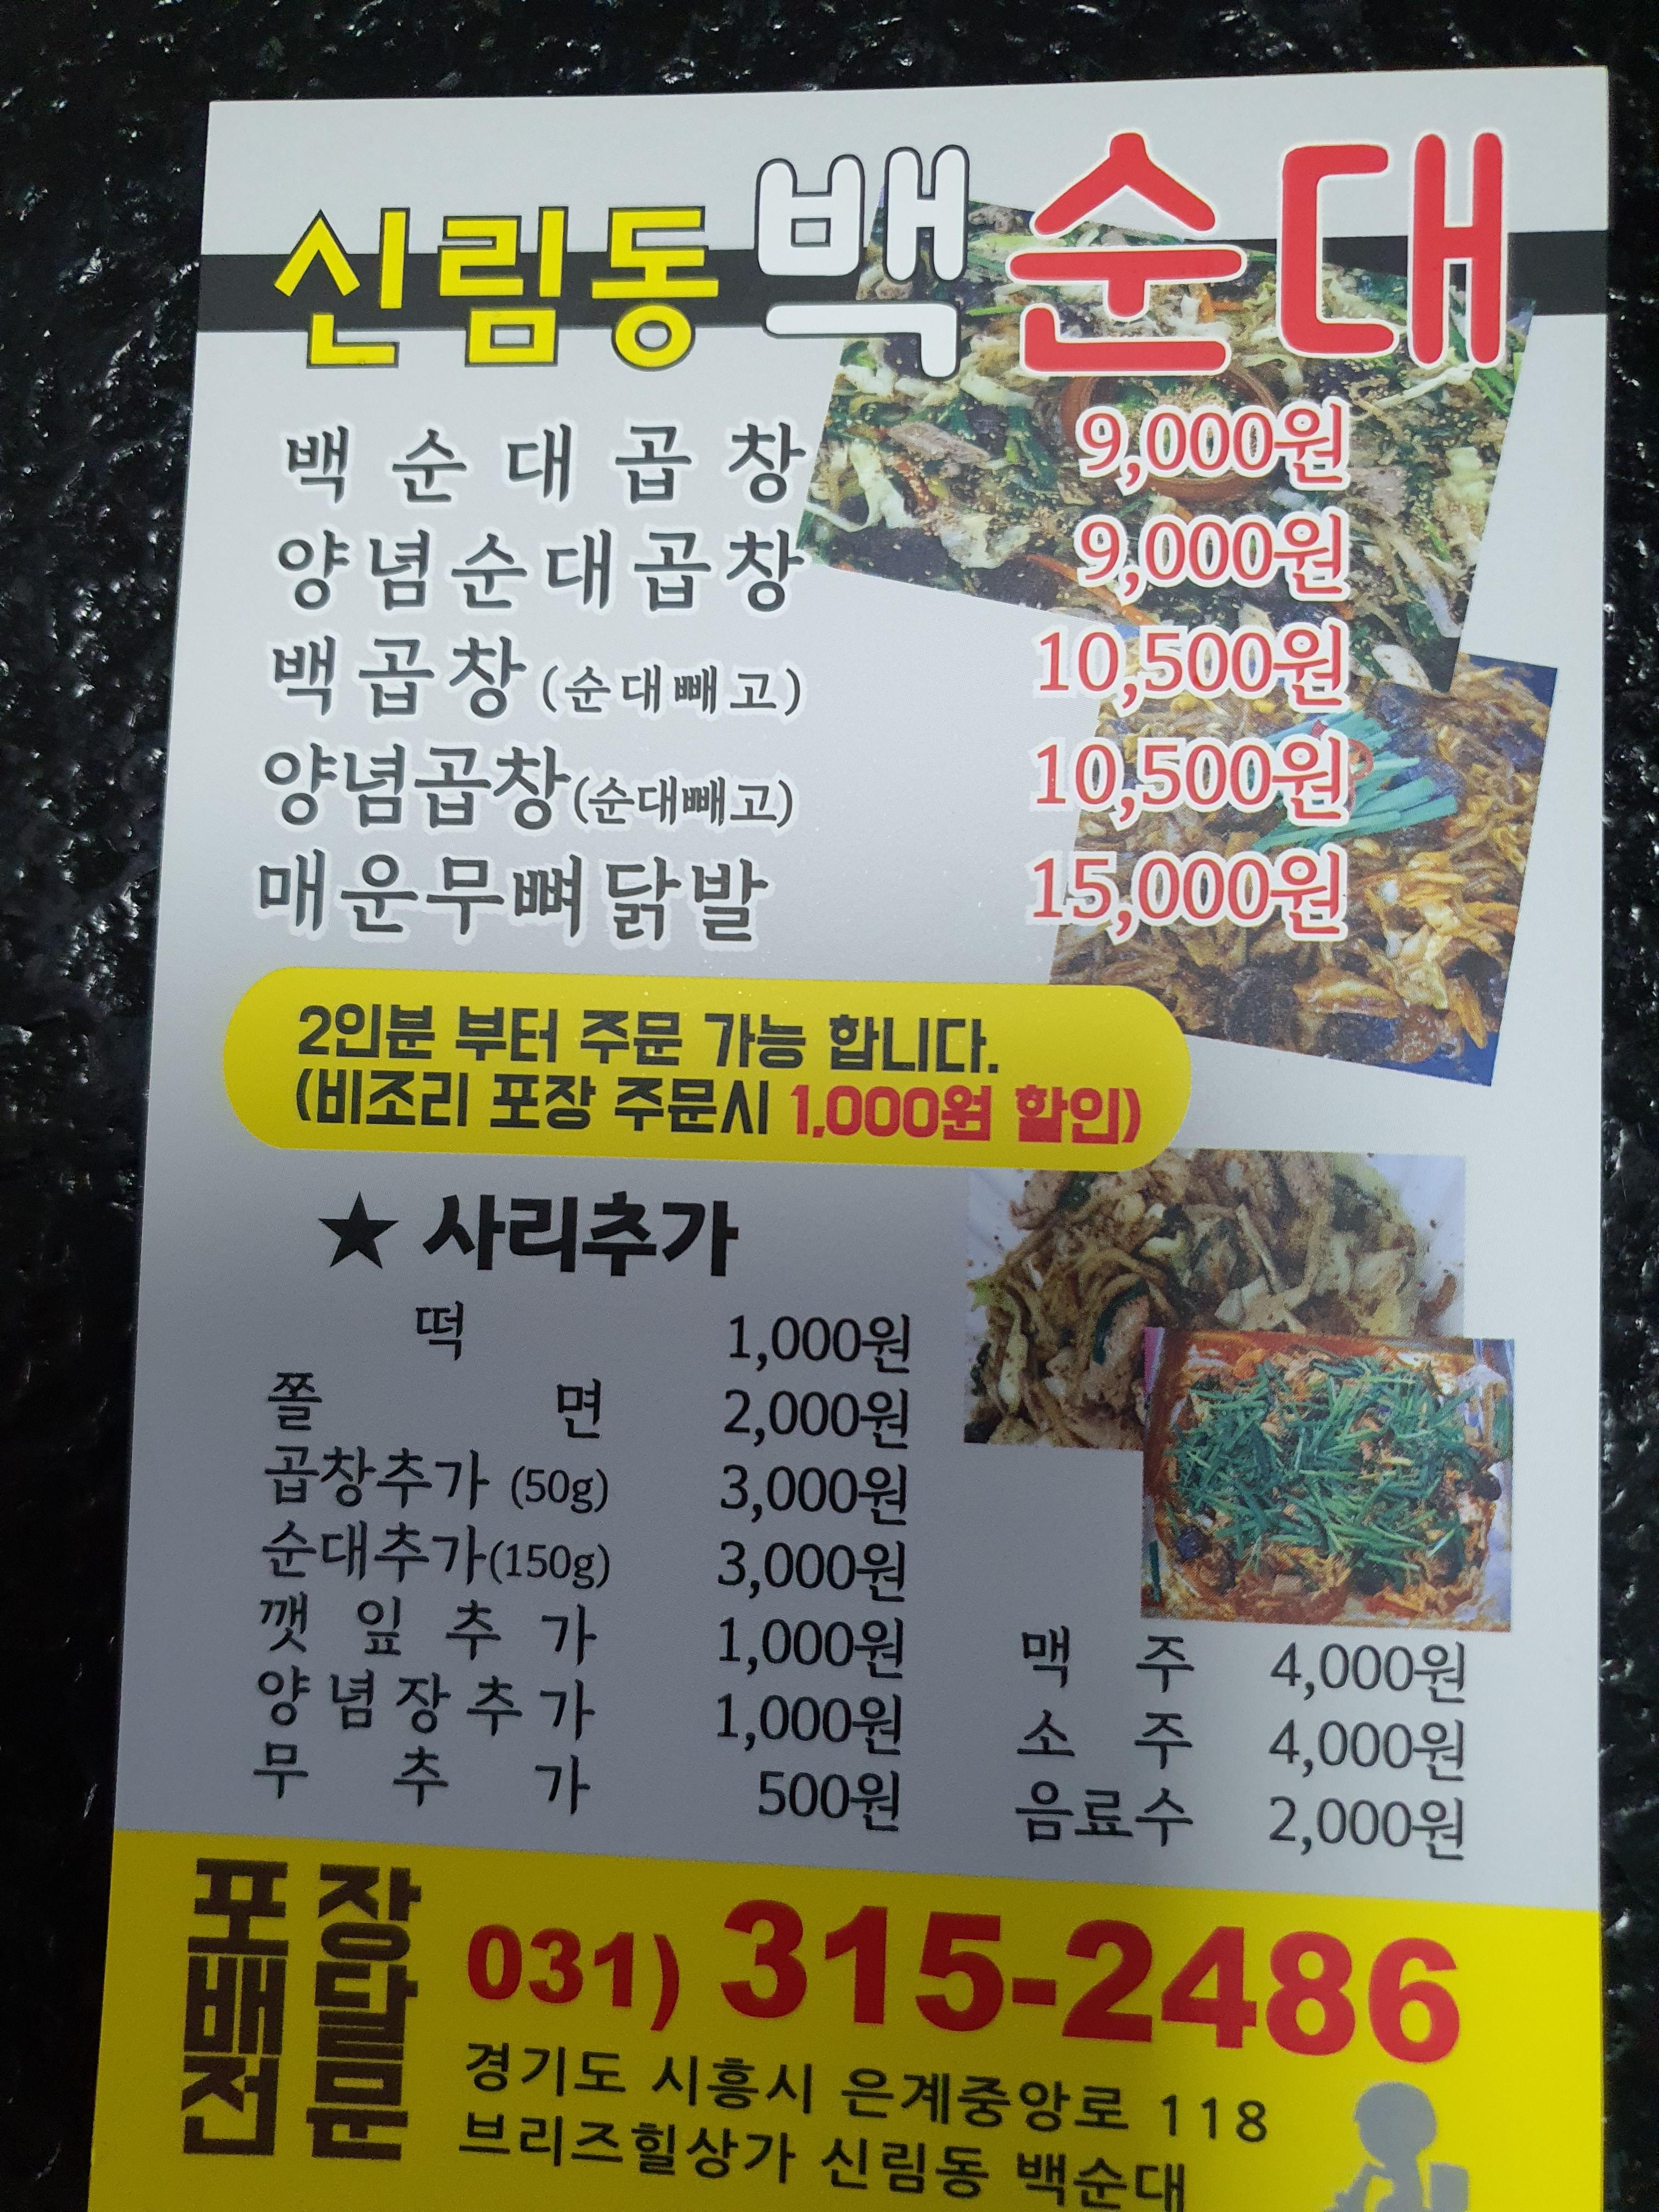 신림동 백순대
백순대곱창 9,000원
양념순대곱창 9,000원
백곱창(순대빼고) 10,500원
양념곱창(순대빼고) 10,500원
매운무뼈닭발 15,000원
2인분 부터 주문 가능 합니다.
(비조리 포장 주문시 1,000원 할인)
★ 사리추가
떡 1,000원
쫄면 2,000원
곱창추가 (50g) 3,000원
순대추가(150g) 3,000원
깻잎추가 1,000원
양념장추가 1,000원
무추가 500원
맥주 4,000원
소주 4,000원
음료수 2,000원
포장
배달
전문
031) 315-2486
경기도 시흥시 은계중앙로 118
브리즈힐상가 신림동 백순대